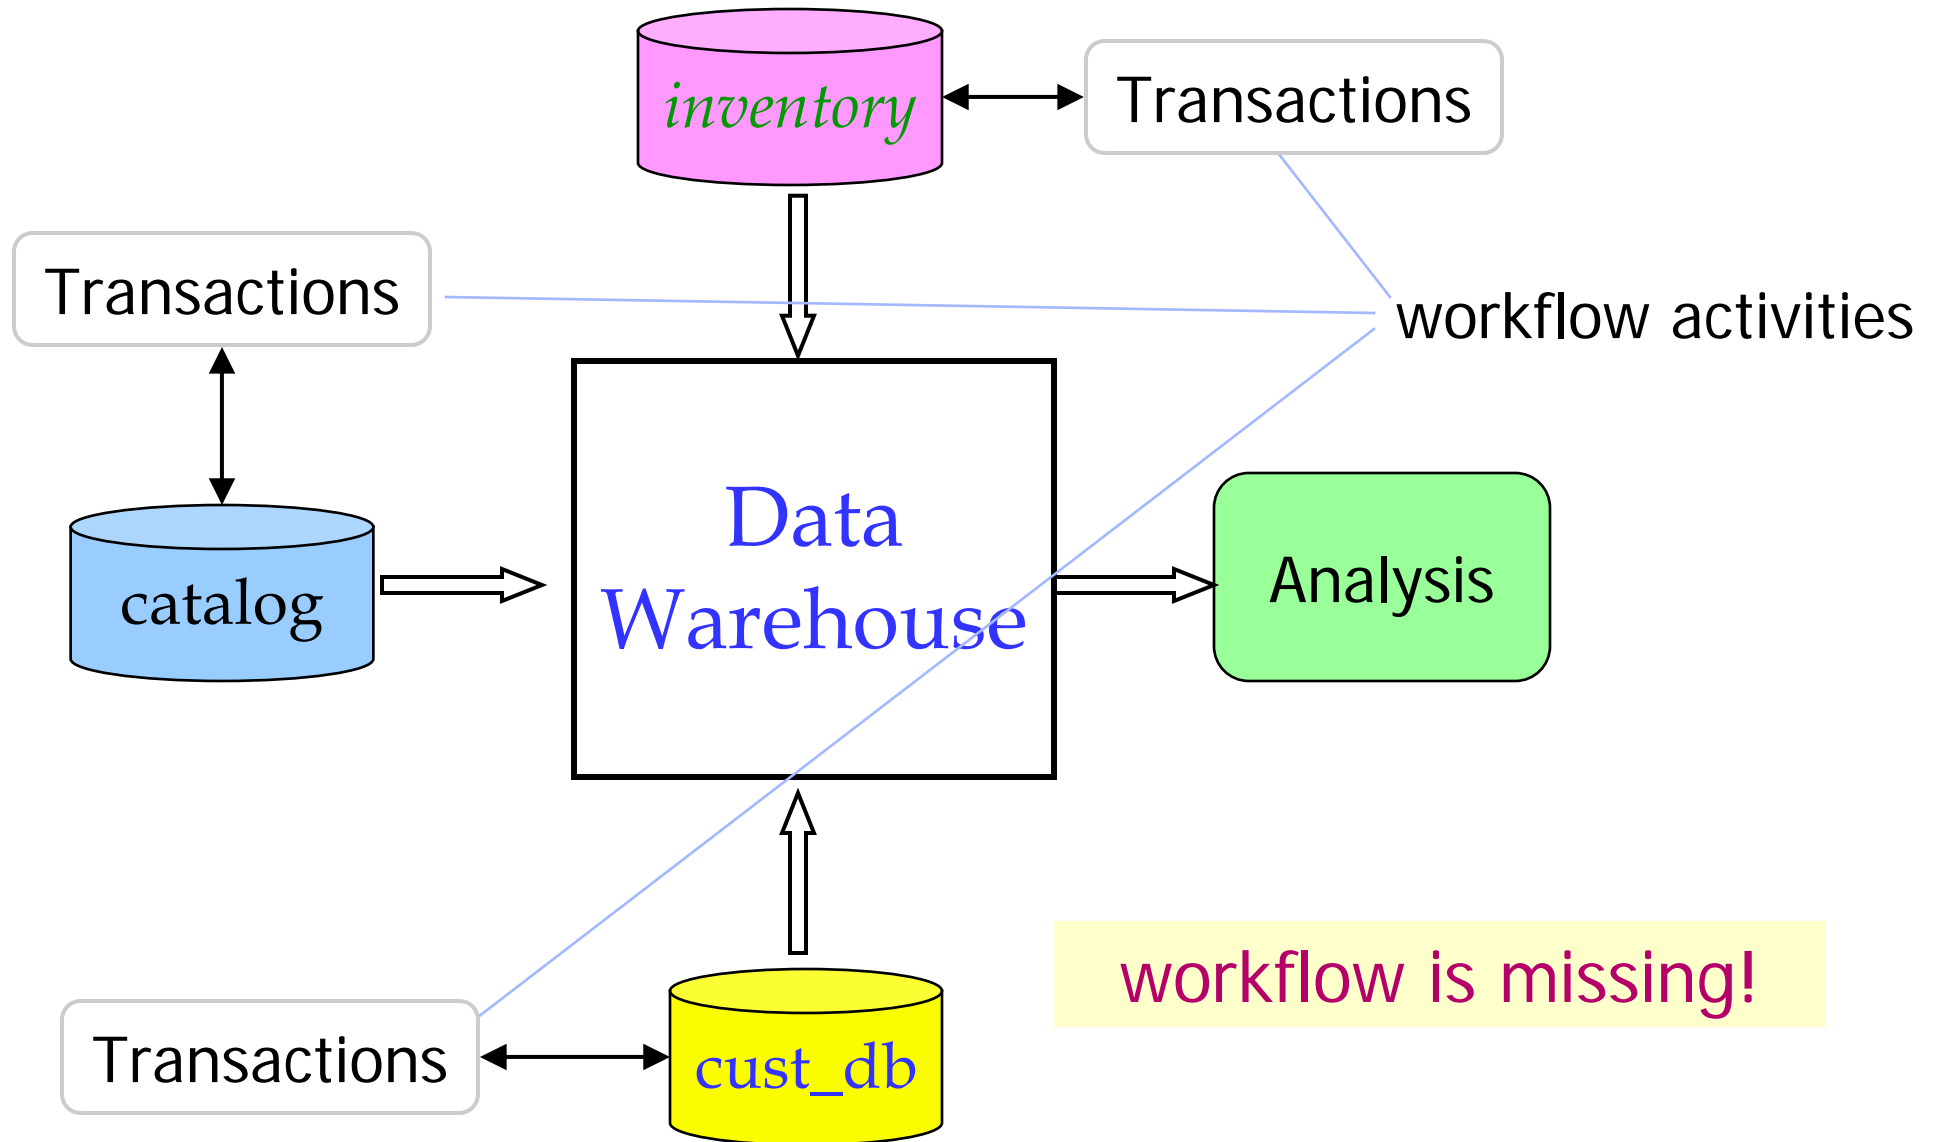 inventory
Transactions
Transactions
workflow activities
Data
Warehouse
catalog
Analysis
workflow is missing!
Transactions
cust_db